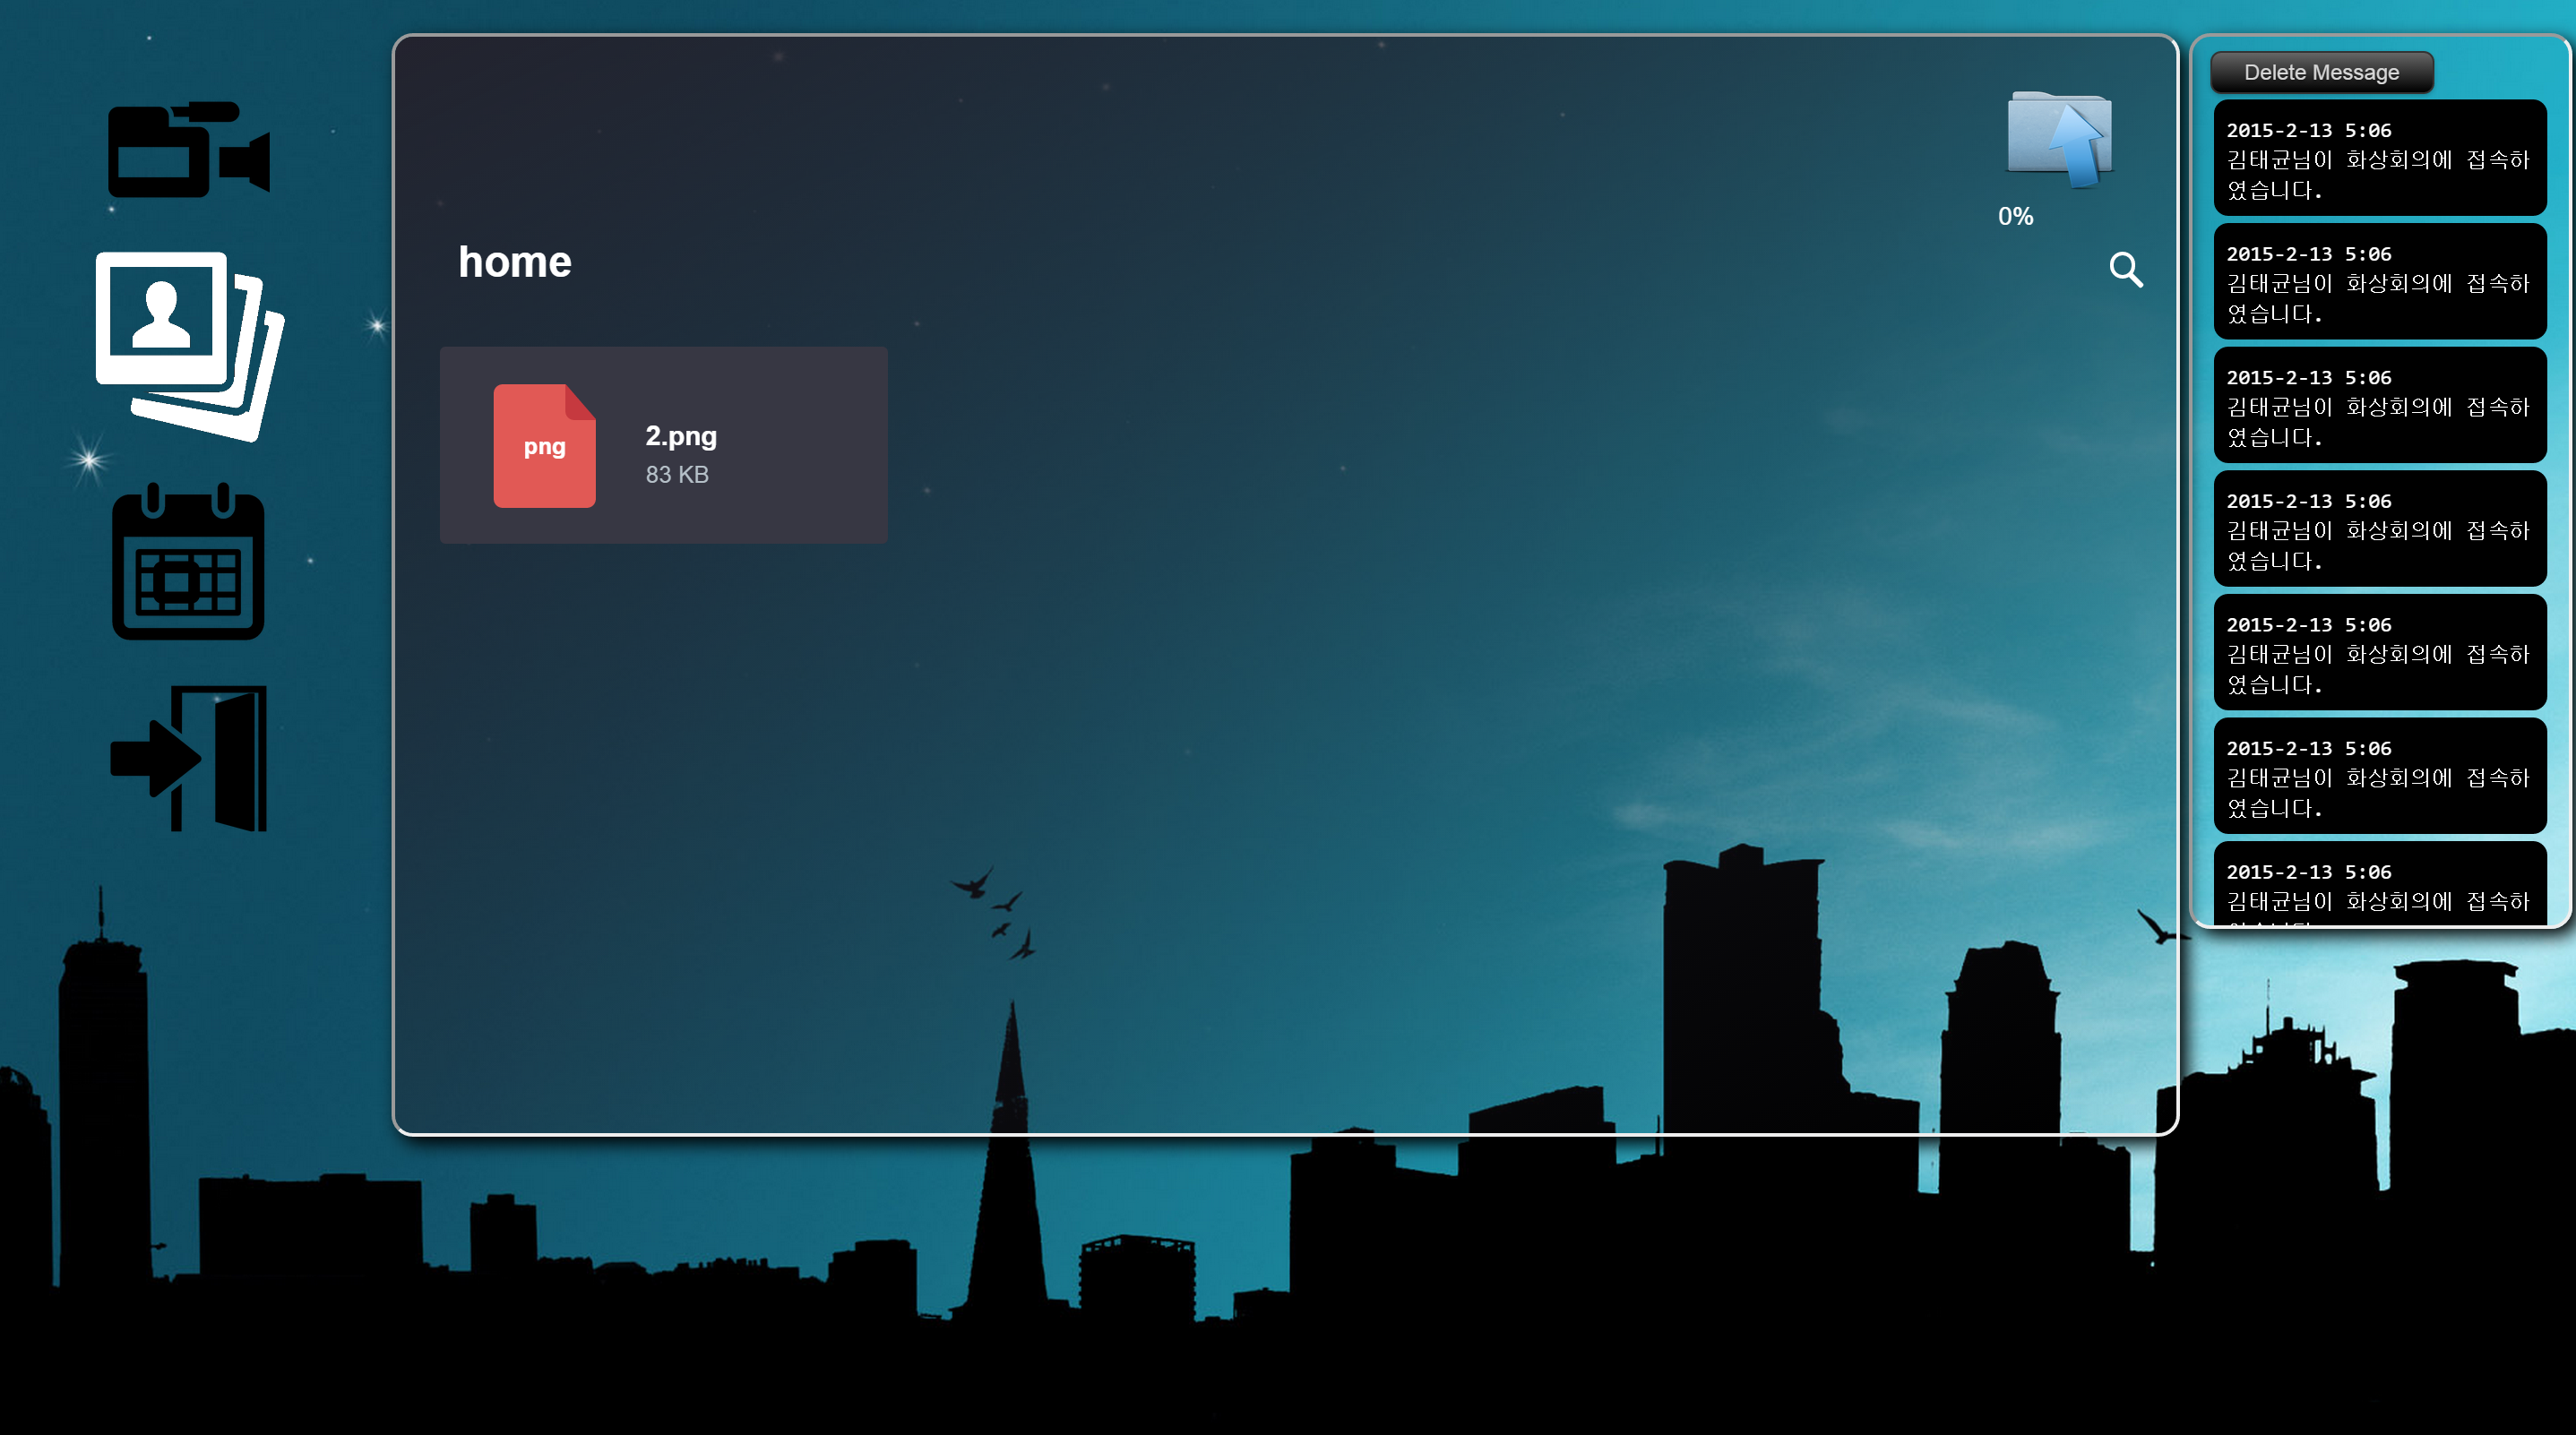 0%
home
png
2.png
83 KB
Delete Message
2015-2-13 5:06
김태균님이 화상회의에 접속하
였습니다.
2015-2-13 5:06
김태균님이 화상회의에 접속하
였습니다.
2015-2-13 5:06
김태균님이 화상회의에 접속하
였습니다.
2015-2-13 5:06
김태균님이 화상회의에 접속하
였습니다.
2015-2-13 5:06
김태균님이 화상회의에 접속하
였습니다.
2015-2-13 5:06
김태균님이 화상회의에 접속하
였습니다.
2015-2-13 5:06
김태균님이 화상회의에 접속하